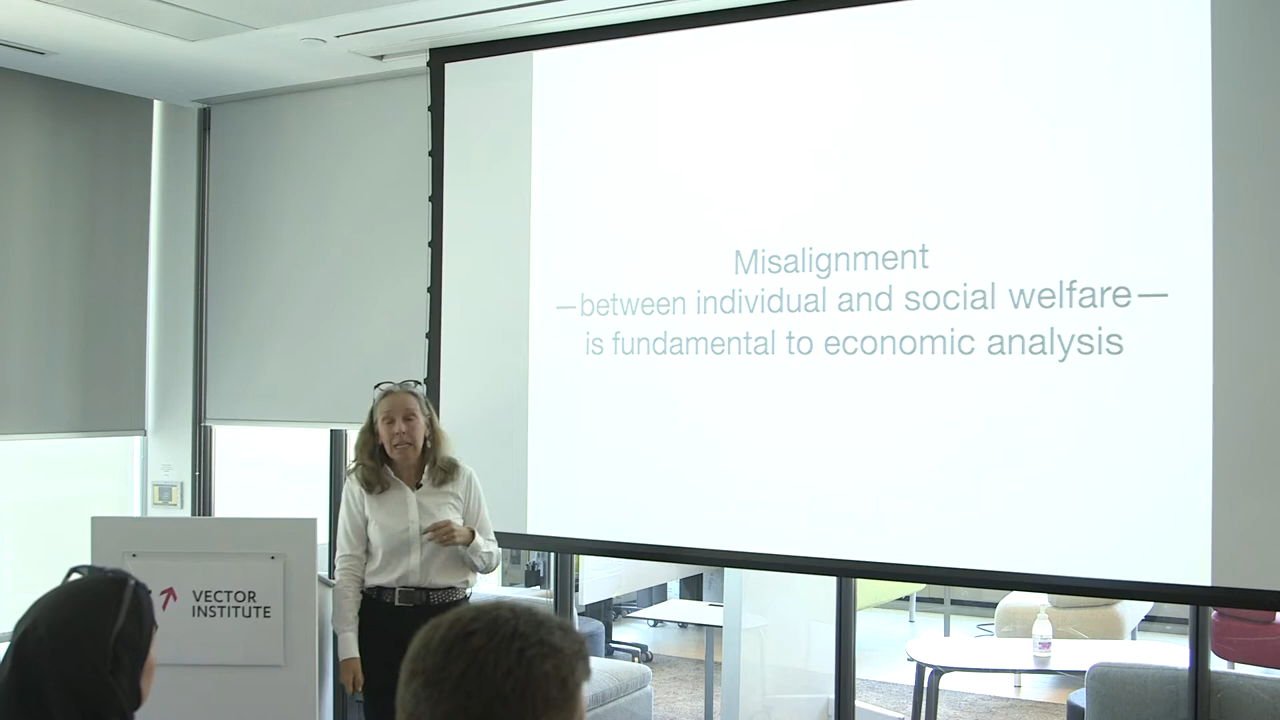 Misalignment
—between individual and social welfare—
is fundamental to economic analysis
VECTOR
INSTITUTE